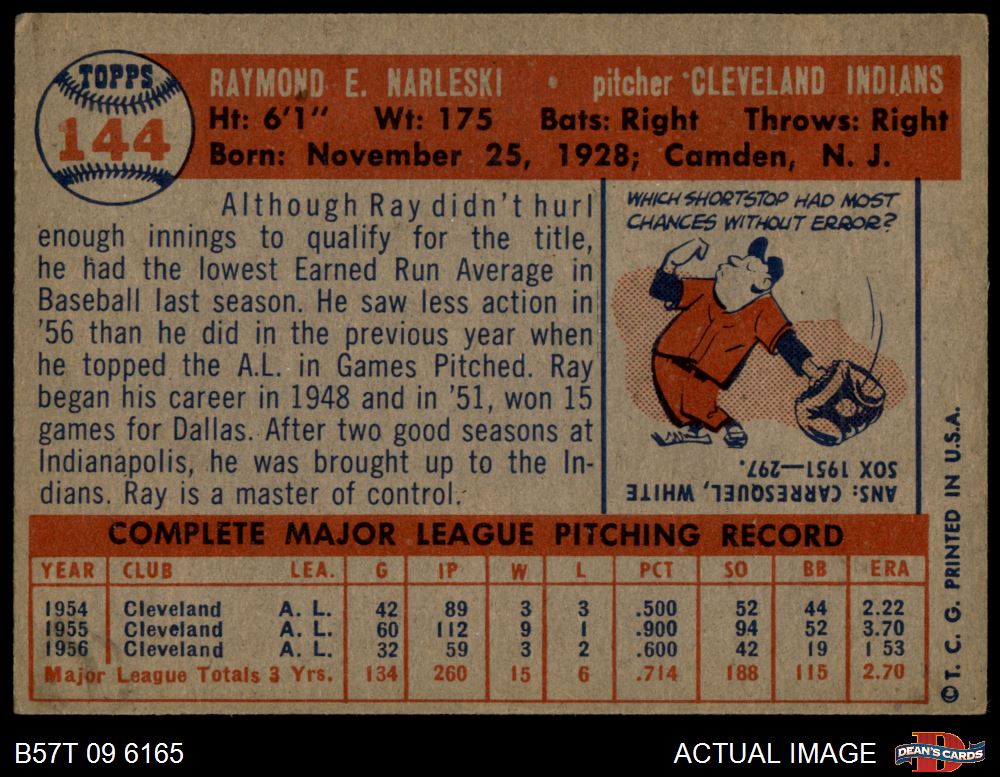 TOPPS
144
RAYMOND E. NARLESKI • pitcher CLEVELAND INDIANS
Ht: 6'1" Wt: 175 Bats: Right Throws: Right
Born: November 25, 1928; Camden, N. J.
Although Ray didn't hurl
enough innings to qualify for the title,
he had the lowest Earned Run Average in
Baseball last season. He saw less action in
'56 than he did in the previous year when
he topped the A.L. in Games Pitched. Ray
began his career in 1948 and in '51, won 15
games for Dallas. After two good seasons at
Indianapolis, he was brought up to the In-
dians. Ray is a master of control.
WHICH SHORTSTOP HAD MOST
CHANCES WITHOUT ERROR?
ANS: CARRESQUEL, WHITE
SOX 1951—297.
COMPLETE MAJOR LEAGUE PITCHING RECORD
YEAR CLUB LEA. G IP W L PCT SO BB ERA
1954 Cleveland A. L. 42 89 3 3 .500 52 44 2.22
1955 Cleveland A. L. 60 112 9 1 .900 94 52 3.70
1956 Cleveland A. L. 32 59 3 2 .600 42 19 1 53
Major League Totals 3 Yrs. 134 260 15 6 .714 188 115 2.70
©T. C. G. PRINTED IN U.S.A.
B57T 09 6165
ACTUAL IMAGE
DEAN'S CARDS